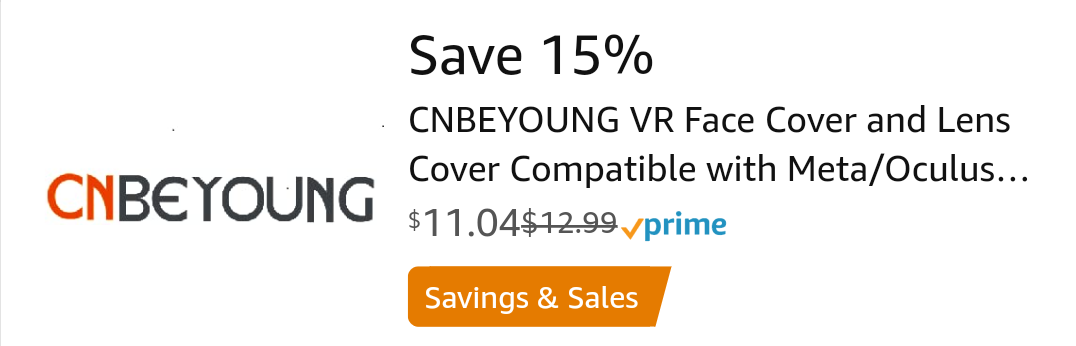 Save 15%
CNBEYOUNG VR Face Cover and Lens
Cover Compatible with Meta/Oculus...
CNBEYOUNG
$11.04$12.99 prime
Savings & Sales